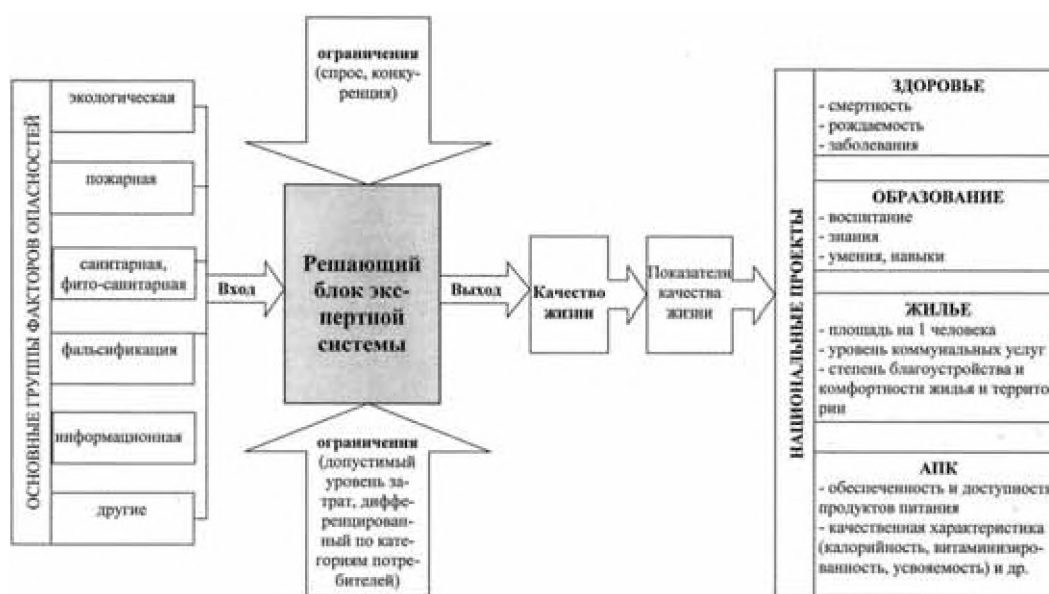 ОСНОВНЫЕ ГРУППЫ ФАКТОРОВ ОПАСНОСТЕЙ
экологическая
пожарная
санитарная,
фито-санитарная
фальсификация
информационная
другие
Вход
ограничения
(спрос, конку-
ренция)
Решающий
блок экс-
пертной
системы
ограничения
(допустимый
уровень за-
трат, диффе-
ренцирован-
ный по кате-
гориям потре-
бителей)
Выход
Качество
жизни
Показатели
качества
жизни
НАЦИОНАЛЬНЫЕ ПРОЕКТЫ
ЗДОРОВЬЕ
- смертность
- рождаемость
- заболевания
ОБРАЗОВАНИЕ
- воспитание
- знания
- умения, навыки
ЖИЛЬЕ
- площадь на 1 человека
- уровень коммунальных услуг
- степень благоустройства и
комфортности жилья и террито-
рии
АПК
- обеспеченность и доступность
продуктов питания
- качественная характеристика
(калорийность, витаминизиро-
ванность, усвояемость) и др.